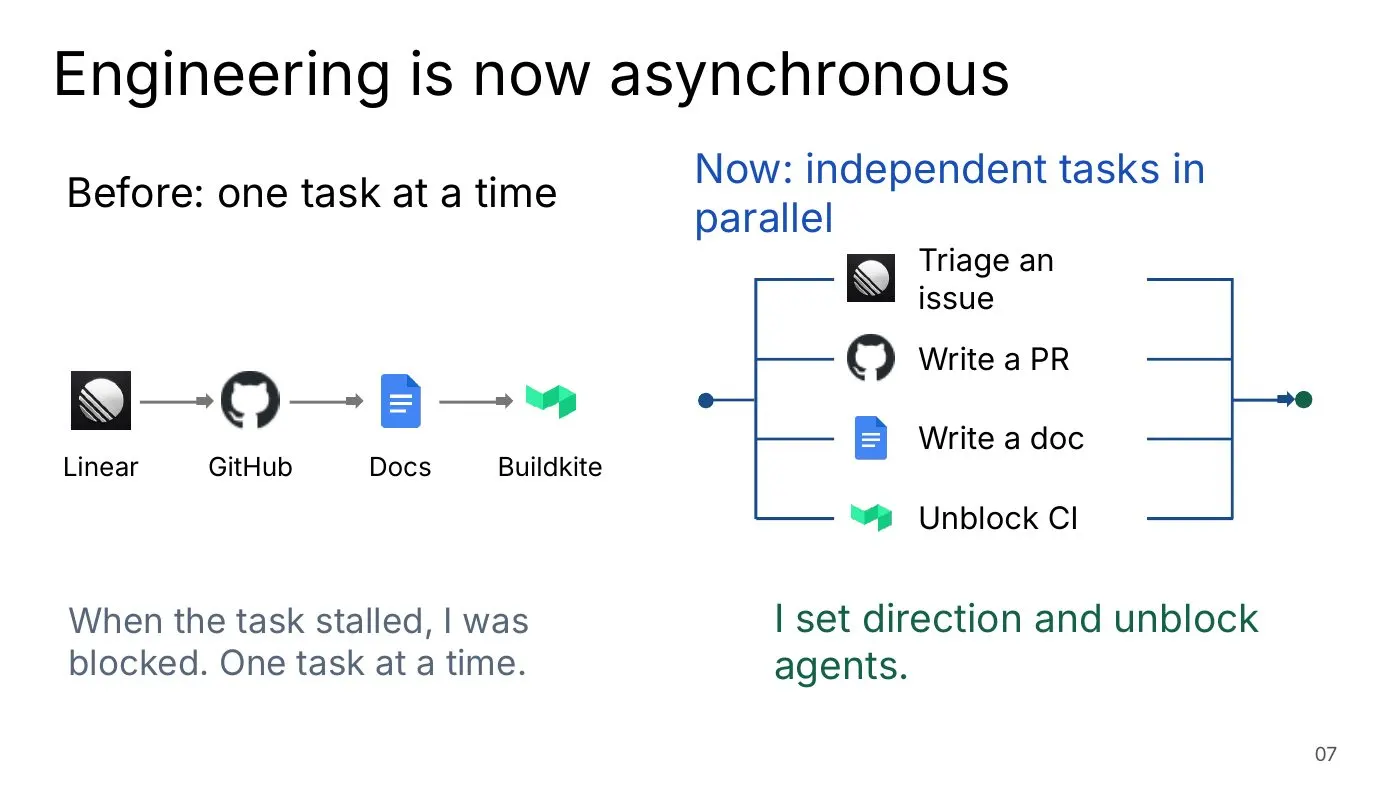 Engineering is now asynchronous
Before: one task at a time
Linear
GitHub
Docs
Buildkite
When the task stalled, I was
blocked. One task at a time.
Now: independent tasks in
parallel
Triage an
issue
Write a PR
Write a doc
Unblock CI
I set direction and unblock
agents.
07